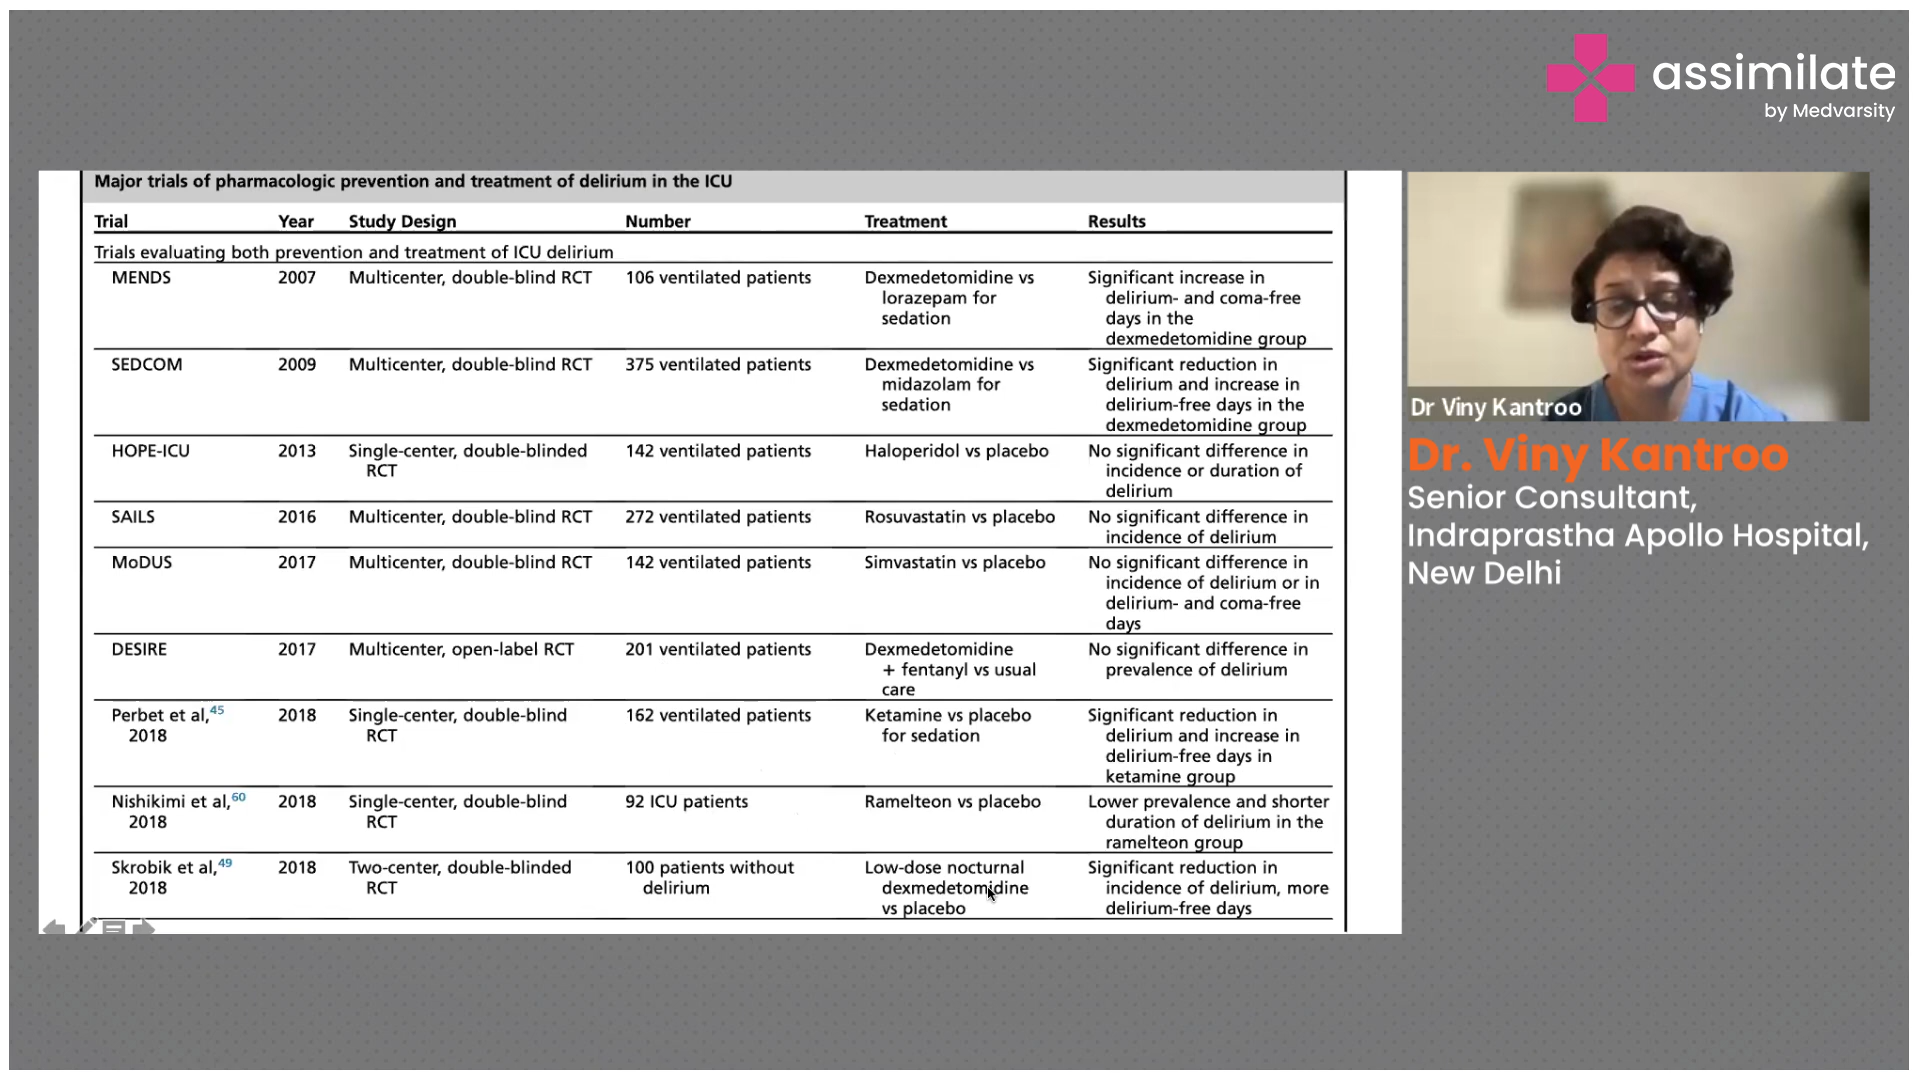 assimilate
by Medvarsity
Major trials of pharmacologic prevention and treatment of delirium in the ICU
Trial Year Study Design Number Treatment Results
Trials evaluating both prevention and treatment of ICU delirium
MENDS 2007 Multicenter, double-blind RCT 106 ventilated patients Dexmedetomidine vs Significant increase in
lorazepam for delirium- and coma-free
sedation days in the
dexmedetomidine group
SEDCOM 2009 Multicenter, double-blind RCT 375 ventilated patients Dexmedetomidine vs Significant reduction in
midazolam for delirium and increase in
sedation delirium-free days in the
dexmedetomidine group
HOPE-ICU 2013 Single-center, double-blinded 142 ventilated patients Haloperidol vs placebo No significant difference in
RCT incidence or duration of
delirium
SAILS 2016 Multicenter, double-blind RCT 272 ventilated patients Rosuvastatin vs placebo No significant difference in
incidence of delirium
MoDUS 2017 Multicenter, double-blind RCT 142 ventilated patients Simvastatin vs placebo No significant difference in
incidence of delirium or in
delirium- and coma-free
days
DESIRE 2017 Multicenter, open-label RCT 201 ventilated patients Dexmedetomidine No significant difference in
+ fentanyl vs usual prevalence of delirium
care
Perbet et al,45 2018 Single-center, double-blind 162 ventilated patients Ketamine vs placebo Significant reduction in
2018 RCT for sedation delirium and increase in
delirium-free days in
ketamine group
Nishikimi et al,60 2018 Single-center, double-blind 92 ICU patients Ramelteon vs placebo Lower prevalence and shorter
2018 RCT duration of delirium in the
ramelteon group
Skrobik et al,49 2018 Two-center, double-blinded 100 patients without Low-dose nocturnal Significant reduction in
2018 RCT delirium dexmedetomidine incidence of delirium, more
vs placebo delirium-free days
Dr Viny Kantroo
Dr. Viny Kantroo
Senior Consultant,
Indraprastha Apollo Hospital,
New Delhi